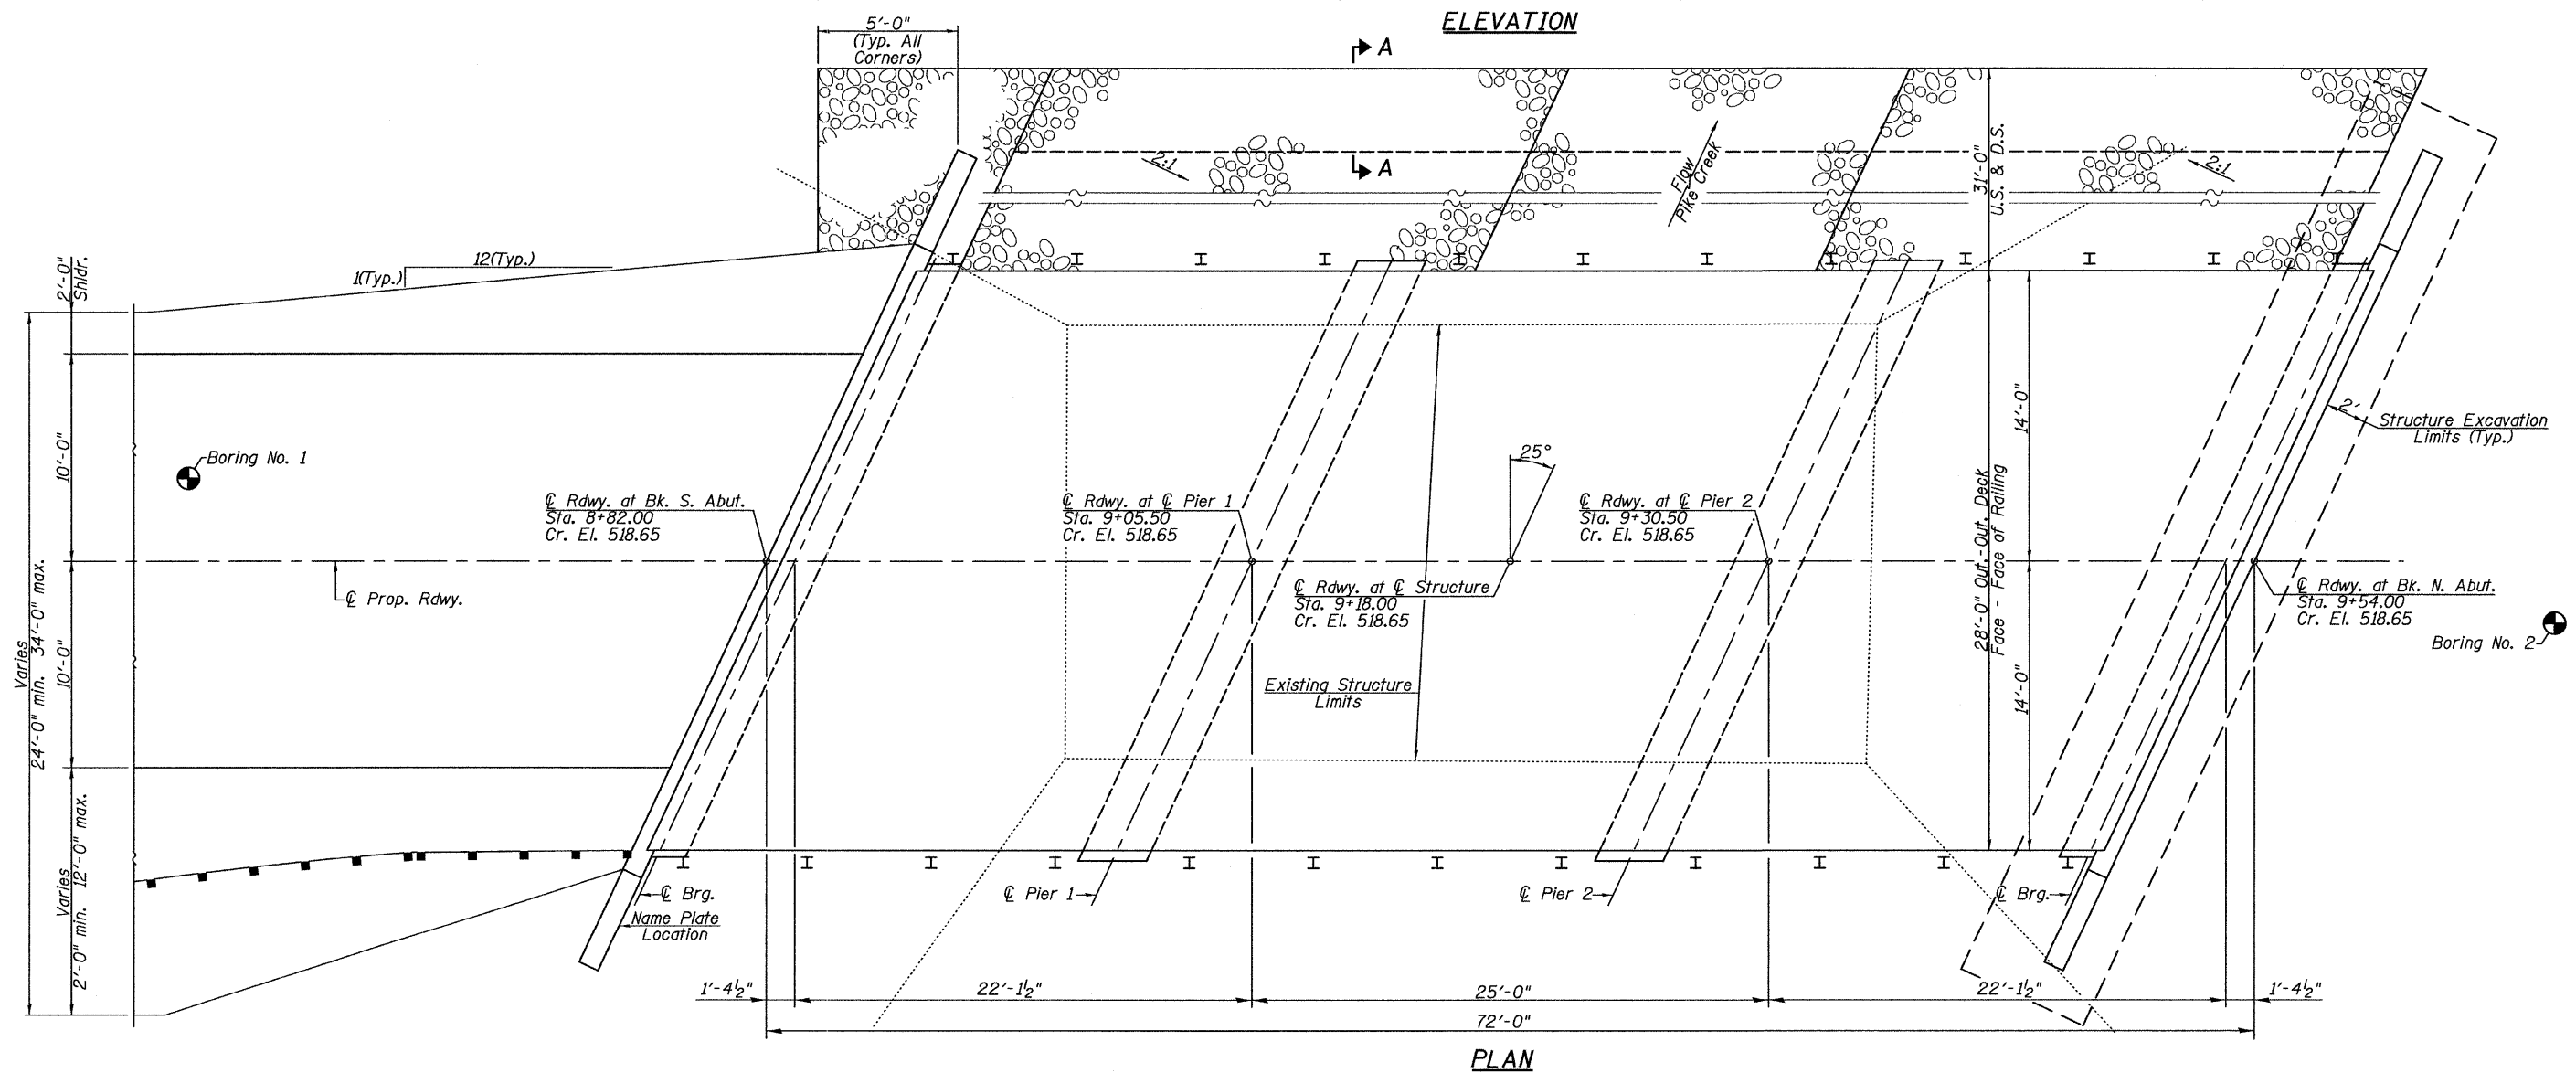 ELEVATION
5'-0"
(Typ. All
Corners)
A
A
2:1
Flow
Pike Creek
31'-0"
U.S. & D.S.
2:1
2'-0"
Shldr.
1(Typ.)
12(Typ.)
10'-0"
Boring No. 1
25°
14'-0"
2'
Structure Excavation
Limits (Typ.)
℄ Rdwy. at Bk. S. Abut.
Sta. 8+82.00
Cr. El. 518.65
℄ Rdwy. at ℄ Pier 1
Sta. 9+05.50
Cr. El. 518.65
℄ Rdwy. at ℄ Pier 2
Sta. 9+30.50
Cr. El. 518.65
28'-0" Out.-Out. Deck
Face - Face of Railing
℄ Prop. Rdwy.
℄ Rdwy. at ℄ Structure
Sta. 9+18.00
Cr. El. 518.65
℄ Rdwy. at Bk. N. Abut.
Sta. 9+54.00
Cr. El. 518.65
Boring No. 2
Varies
24'-0" min. 34'-0" max.
10'-0"
Existing Structure
Limits
14'-0"
Varies
2'-0" min. 12'-0" max.
℄ Brg.
Name Plate
Location
℄ Pier 1
℄ Pier 2
℄ Brg.
1'-4½"
22'-1½"
25'-0"
22'-1½"
1'-4½"
72'-0"
PLAN